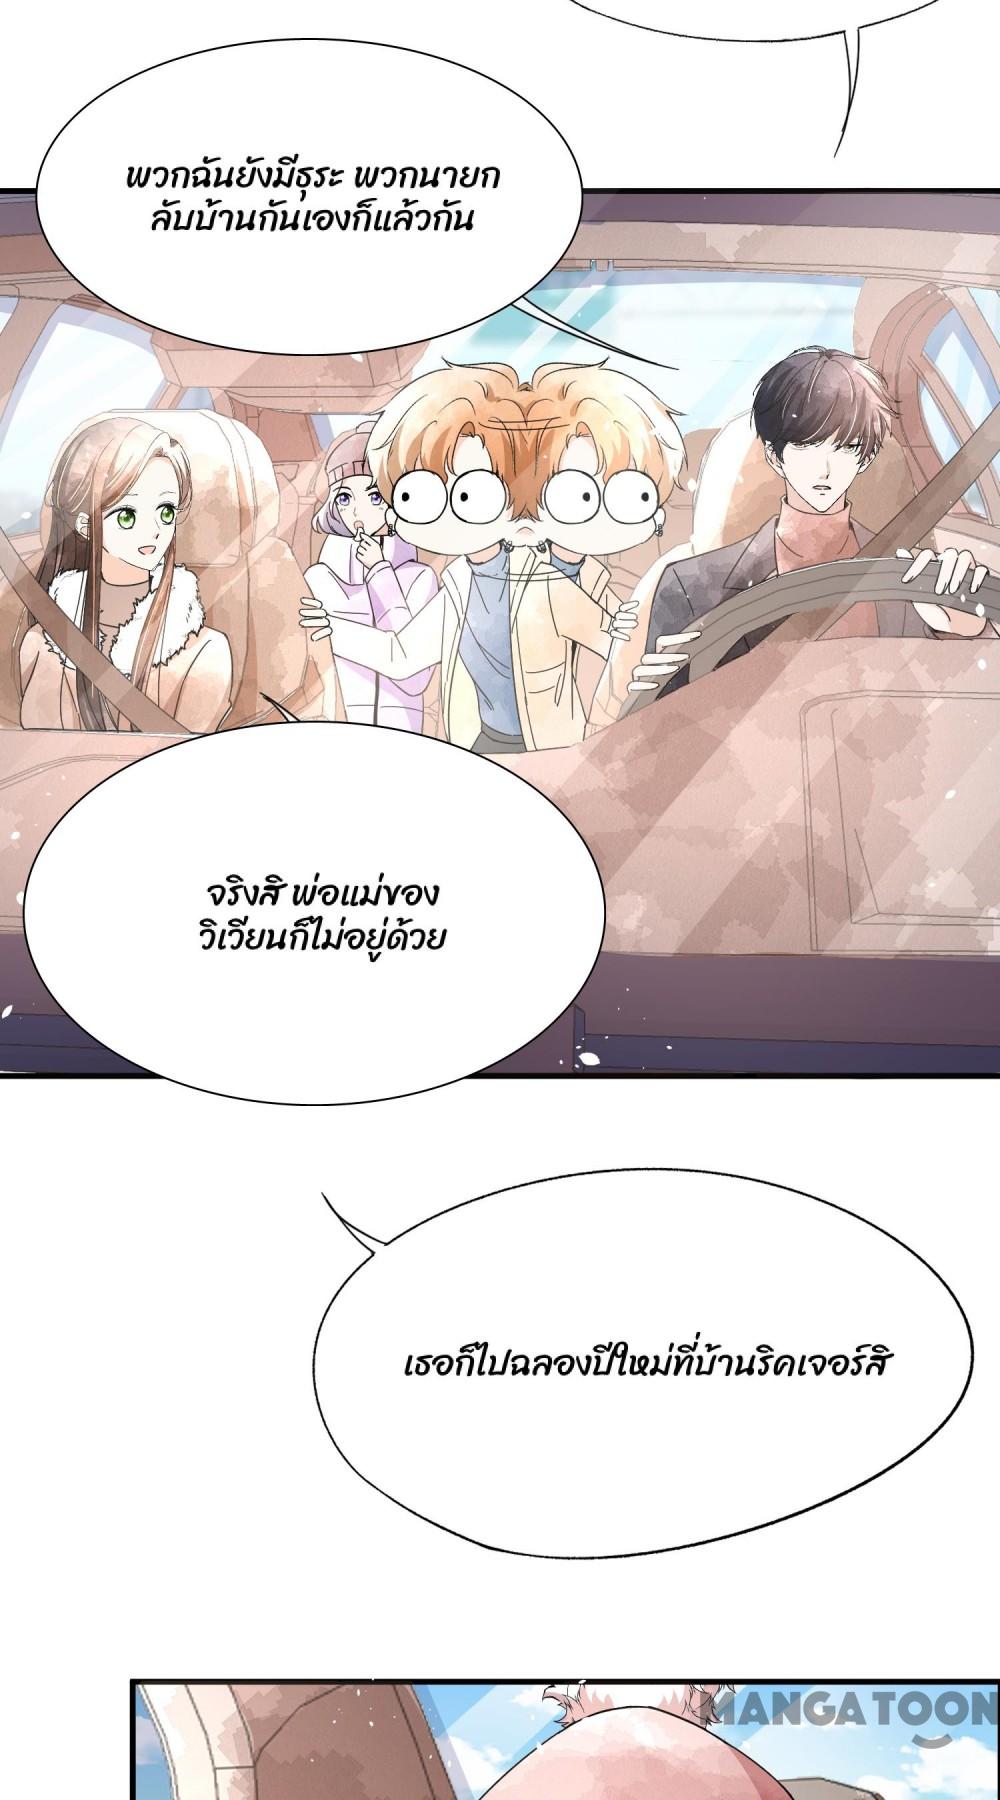 พวกฉันยังมีธุระ พวกนายก
ลับบ้านกันเองก็แล้วกัน
จริงสิ พ่อแม่ของ
วิเวียนก็ไม่อยู่ด้วย
เธอก็ไปฉลองปีใหม่ที่บ้านริคเจอร์สิ
MANGATOON